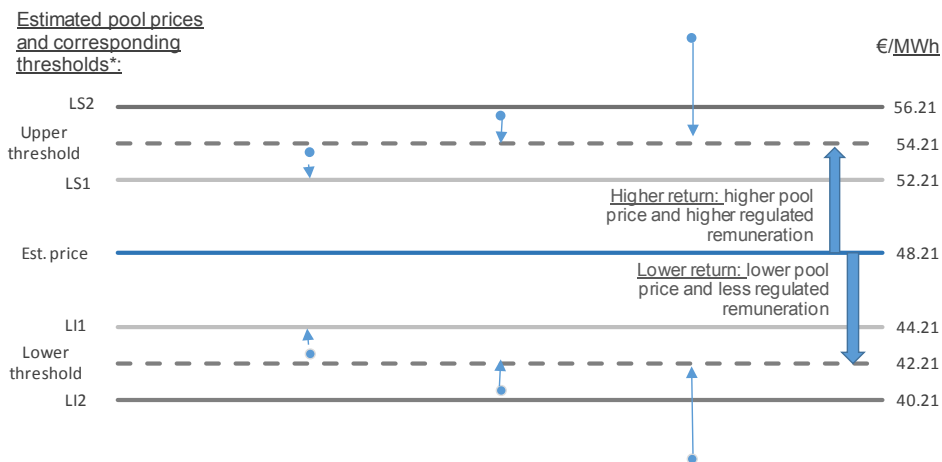 Estimated pool prices
and corresponding
thresholds*:
€/MWh
LS2
56.21
Upper
threshold
54.21
LS1
52.21
Higher return: higher pool
price and higher regulated
remuneration
Est. price
48.21
Lower return: lower pool
price and less regulated
remuneration
LI1
44.21
Lower
threshold
42.21
LI2
40.21